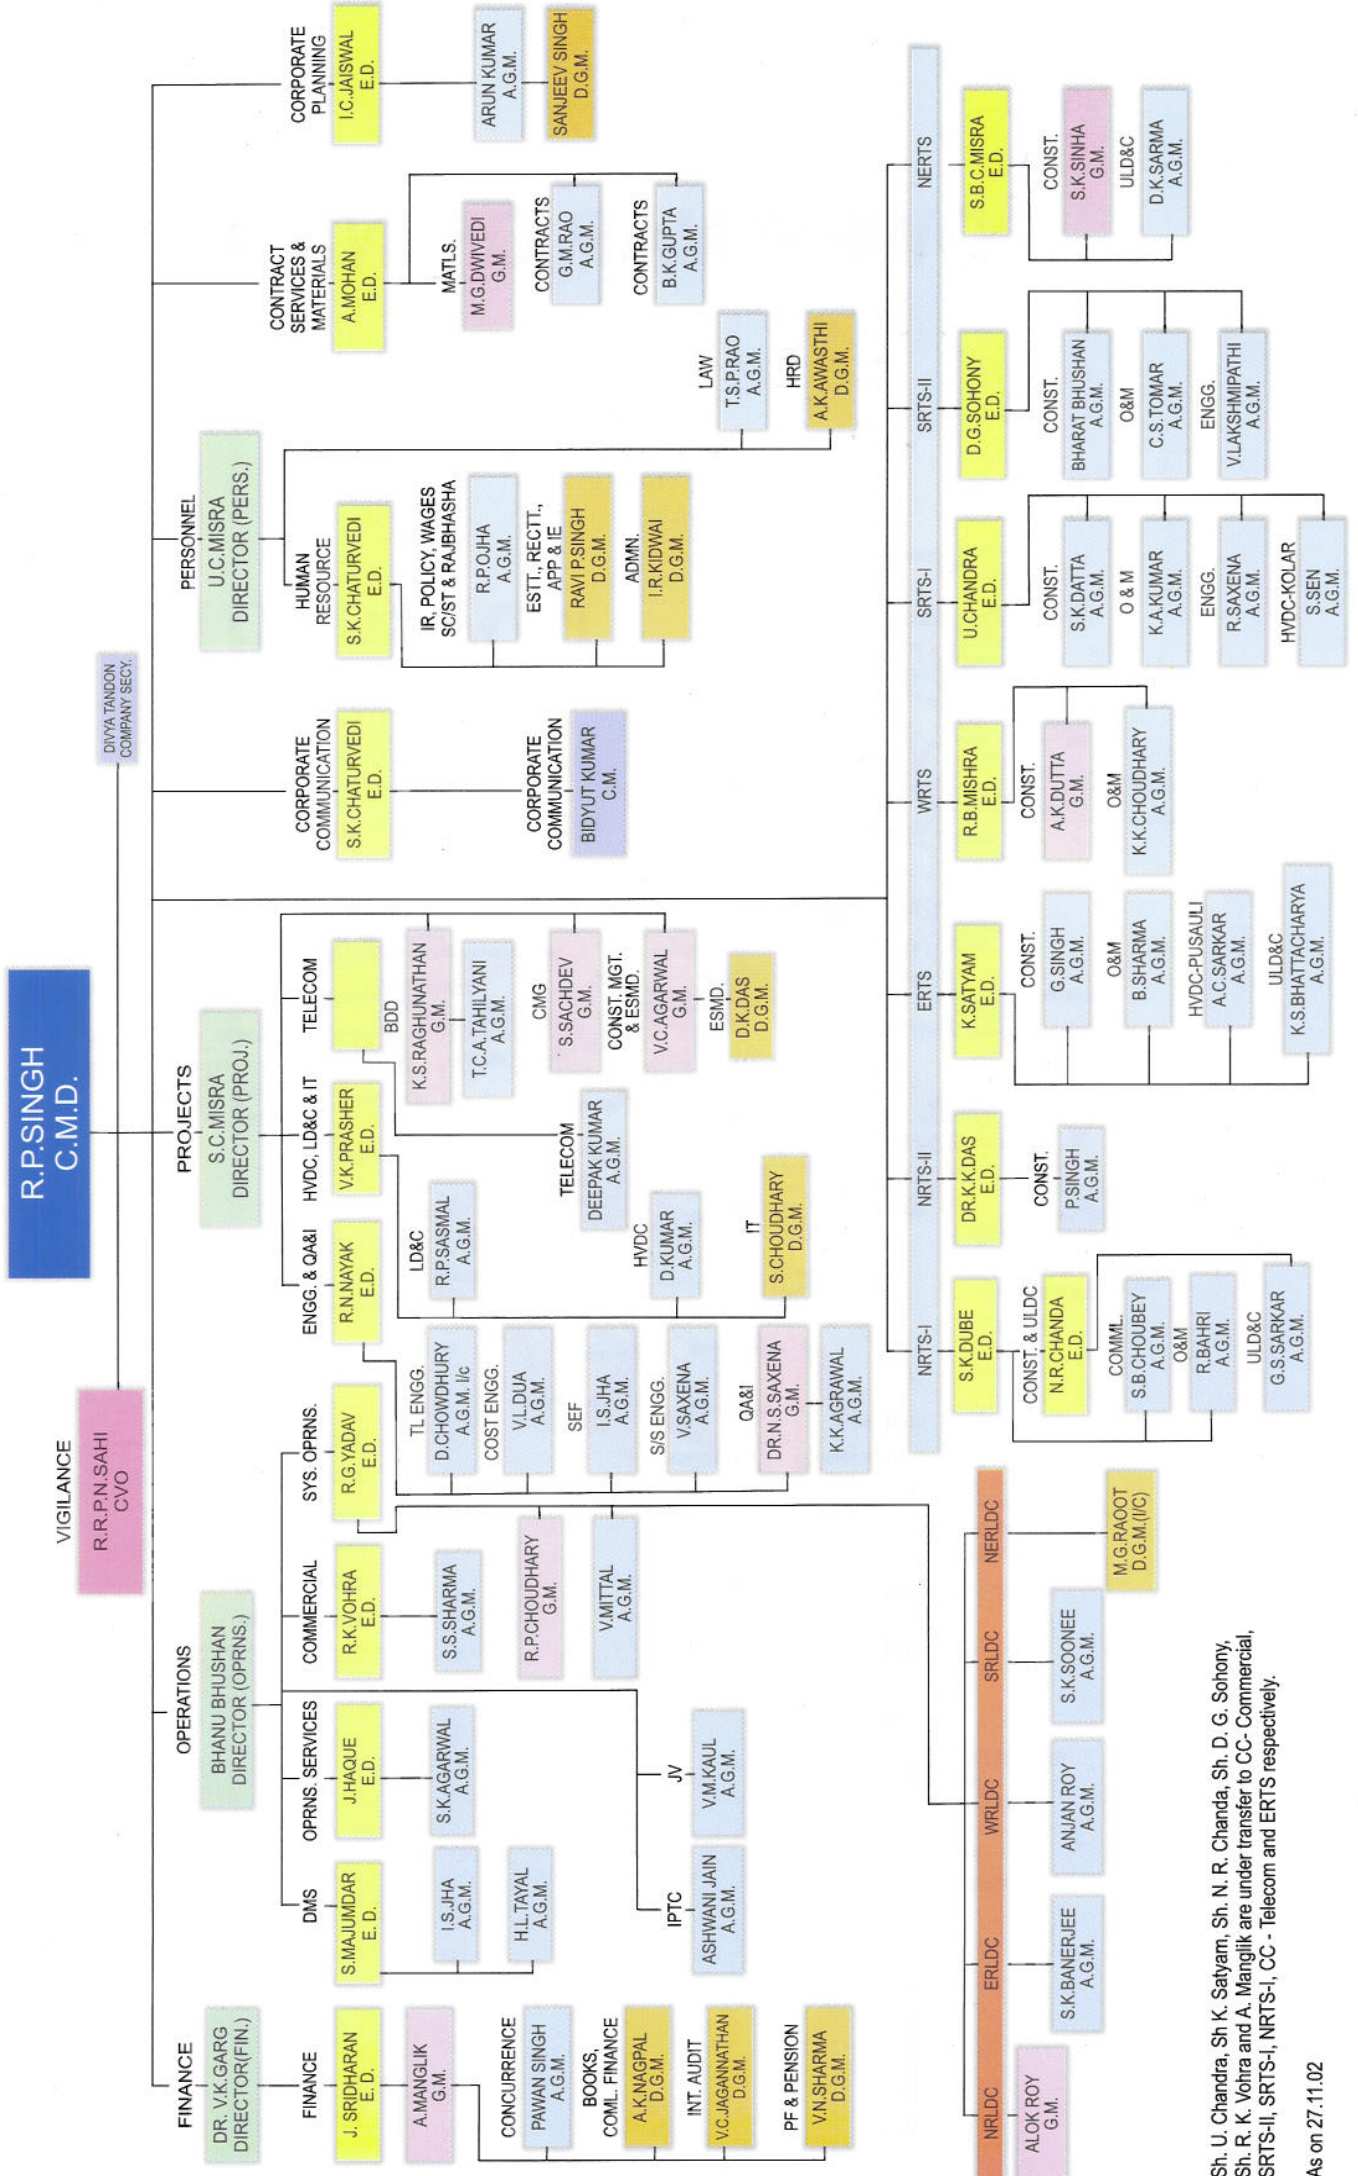 R.P.SINGH
C.M.D.
VIGILANCE
R.R.P.N.SAHI
CVO
DIVYA TANDON
COMPANY SECY.
FINANCE
DR. V.K.GARG
DIRECTOR(FIN.)
OPERATIONS
BHANU BHUSHAN
DIRECTOR (OPRNS.)
PROJECTS
S.C.MISRA
DIRECTOR (PROJ.)
PERSONNEL
U.C.MISRA
DIRECTOR (PERS.)
FINANCE
J. SRIDHARAN
E. D.
A.MANGLIK
G.M.
CONCURRENCE
PAWAN SINGH
A.G.M.
BOOKS,
COML. FINANCE
A.K.NAGPAL
D.G.M.
INT. AUDIT
V.C.JAGANNATHAN
D.G.M.
PF & PENSION
V.N.SHARMA
D.G.M.
DMS
S.MAJUMDAR
E. D.
I.S.JHA
A.G.M.
H.L.TAYAL
A.G.M.
OPRNS. SERVICES
J.HAQUE
E.D.
S.K.AGARWAL
A.G.M.
IPTC
ASHWANI JAIN
A.G.M.
JV
V.M.KAUL
A.G.M.
COMMERCIAL
R.K.VOHRA
E.D.
S.S.SHARMA
A.G.M.
SYS. OPRNS.
R.G.YADAV
E.D.
R.P.CHOUDHARY
G.M.
V.MITTAL
A.G.M.
ENGG. & QA&I
R.N.NAYAK
E.D.
TL ENGG.
D.CHOWDHURY
A.G.M. I/c
COST ENGG.
V.L.DUA
A.G.M.
SEF
I.S.JHA
A.G.M.
S/S ENGG.
V.SAXENA
A.G.M.
QA&I
DR.N.S.SAXENA
G.M.
K.K.AGRAWAL
A.G.M.
HVDC, LD&C & IT
V.K.PRASHER
E.D.
LD&C
R.P.SASMAL
A.G.M.
HVDC
D.KUMAR
A.G.M.
IT
S.CHOUDHARY
D.G.M.
TELECOM
TELECOM
DEEPAK KUMAR
A.G.M.
BDD
K.S.RAGHUNATHAN
G.M.
T.C.A.TAHILYANI
A.G.M.
CMG
S.SACHDEV
G.M.
CONST. MGT.
& ESMD.
V.C.AGARWAL
G.M.
ESMD.
D.K.DAS
D.G.M.
CORPORATE
COMMUNICATION
S.K.CHATURVEDI
E.D.
CORPORATE
COMMUNICATION
BIDYUT KUMAR
C.M.
HUMAN
RESOURCE
S.K.CHATURVEDI
E.D.
IR, POLICY, WAGES
SC/ST & RAJBHASHA
R.P.OJHA
A.G.M.
ESTT., RECTT.,
APP & IE
RAVI P.SINGH
D.G.M.
ADMN.
I.R.KIDWAI
D.G.M.
LAW
T.S.P.RAO
A.G.M.
HRD
A.K.AWASTHI
D.G.M.
CONTRACT
SERVICES &
MATERIALS
A.MOHAN
E.D.
MATLS.
M.G.DWIVEDI
G.M.
CONTRACTS
G.M.RAO
A.G.M.
CONTRACTS
B.K.GUPTA
A.G.M.
CORPORATE
PLANNING
I.C.JAISWAL
E.D.
ARUN KUMAR
A.G.M.
SANJEEV SINGH
D.G.M.
NRTS-I
S.K.DUBE
E.D.
CONST. & ULDC
N.R.CHANDA
E.D.
COMML.
S.B.CHOUBEY
A.G.M.
O&M
R.BAHRI
A.G.M.
ULD&C
G.S.SARKAR
A.G.M.
NRTS-II
DR.K.K.DAS
E.D.
CONST.
P.SINGH
A.G.M.
ERTS
K.SATYAM
E.D.
CONST.
G.SINGH
A.G.M.
O&M
B.SHARMA
A.G.M.
HVDC-PUSAULI
A.C.SARKAR
A.G.M.
ULD&C
K.S.BHATTACHARYA
A.G.M.
WRTS
R.B.MISHRA
E.D.
CONST.
A.K.DUTTA
G.M.
O&M
K.K.CHOUDHARY
A.G.M.
SRTS-I
U.CHANDRA
E.D.
CONST.
S.K.DATTA
A.G.M.
O & M
K.A.KUMAR
A.G.M.
ENGG.
R.SAXENA
A.G.M.
HVDC-KOLAR
S.SEN
A.G.M.
SRTS-II
D.G.SOHONY
E.D.
CONST.
BHARAT BHUSHAN
A.G.M.
O&M
C.S.TOMAR
A.G.M.
ENGG.
V.LAKSHMIPATHI
A.G.M.
NERTS
S.B.C.MISRA
E.D.
CONST.
S.K.SINHA
G.M.
ULD&C
D.K.SARMA
A.G.M.
NRLDC
ALOK ROY
G.M.
ERLDC
S.K.BANERJEE
A.G.M.
WRLDC
ANJAN ROY
A.G.M.
SRLDC
S.K.SOONEE
A.G.M.
NERLDC
M.G.RAOOT
D.G.M.(I/C)
Sh. U. Chandra, Sh K. Satyam, Sh. N. R. Chanda, Sh. D. G. Sohony,
Sh. R. K. Vohra and A. Manglik are under transfer to CC- Commercial,
SRTS-II, SRTS-I, NRTS-I, CC - Telecom and ERTS respectively.
As on 27.11.02